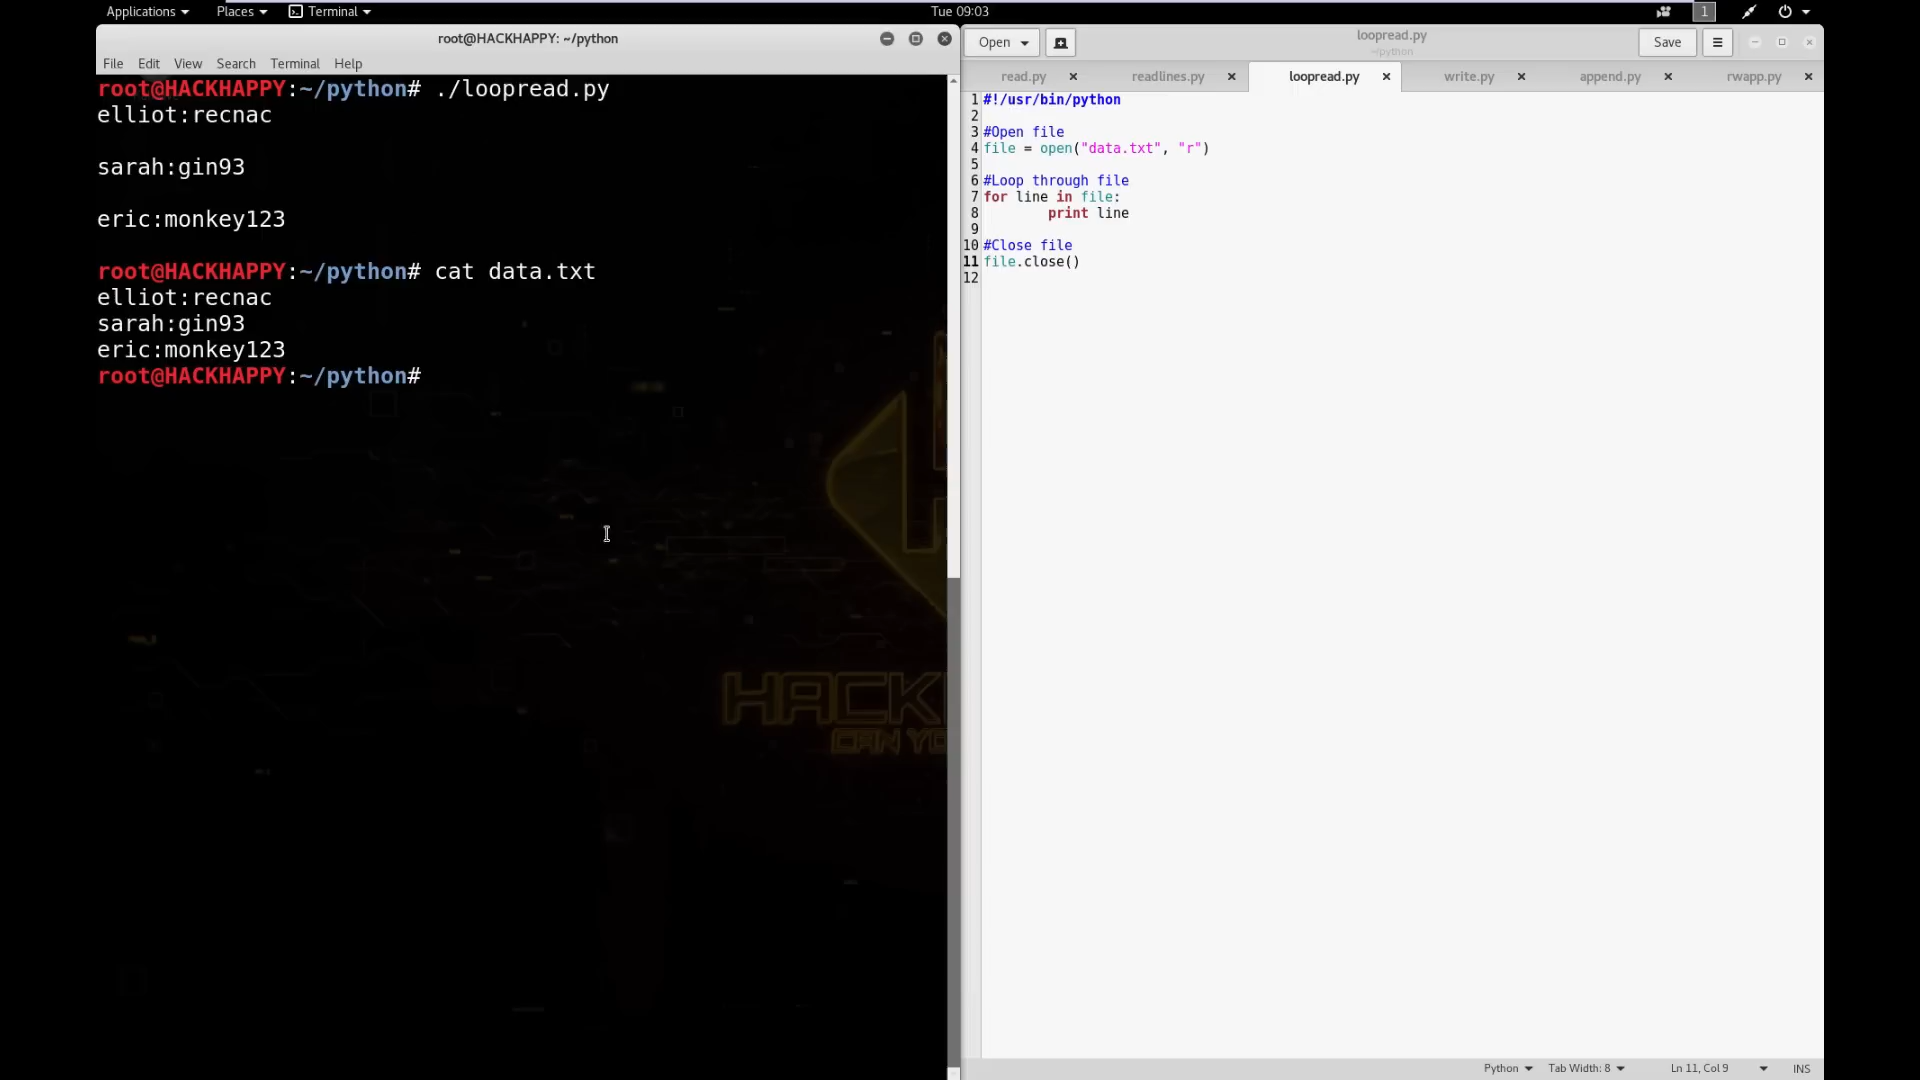 Applications Places Terminal Tue 09:03 1
root@HACKHAPPY: ~/python
File Edit View Search Terminal Help
root@HACKHAPPY:~/python# ./loopread.py
elliot:recnac
sarah:gin93
eric:monkey123
root@HACKHAPPY:~/python# cat data.txt
elliot:recnac
sarah:gin93
eric:monkey123
root@HACKHAPPY:~/python#
HACK
CAN YO
Open loopread.py Save
~/python
read.py readlines.py loopread.py write.py append.py rwapp.py
1 #!/usr/bin/python
2
3 #Open file
4 file = open("data.txt", "r")
5
6 #Loop through file
7 for line in file:
8 print line
9
10 #Close file
11 file.close()
12
Python Tab Width: 8 Ln 11, Col 9 INS